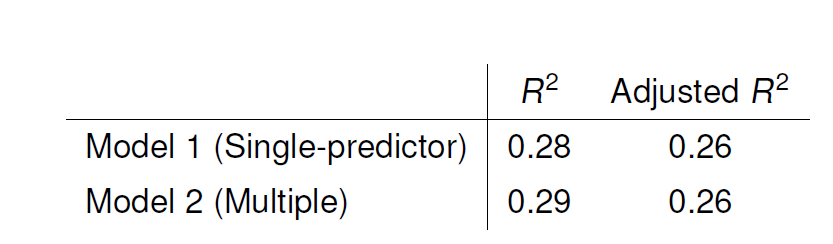 R² Adjusted R²
Model 1 (Single-predictor) 0.28 0.26
Model 2 (Multiple) 0.29 0.26